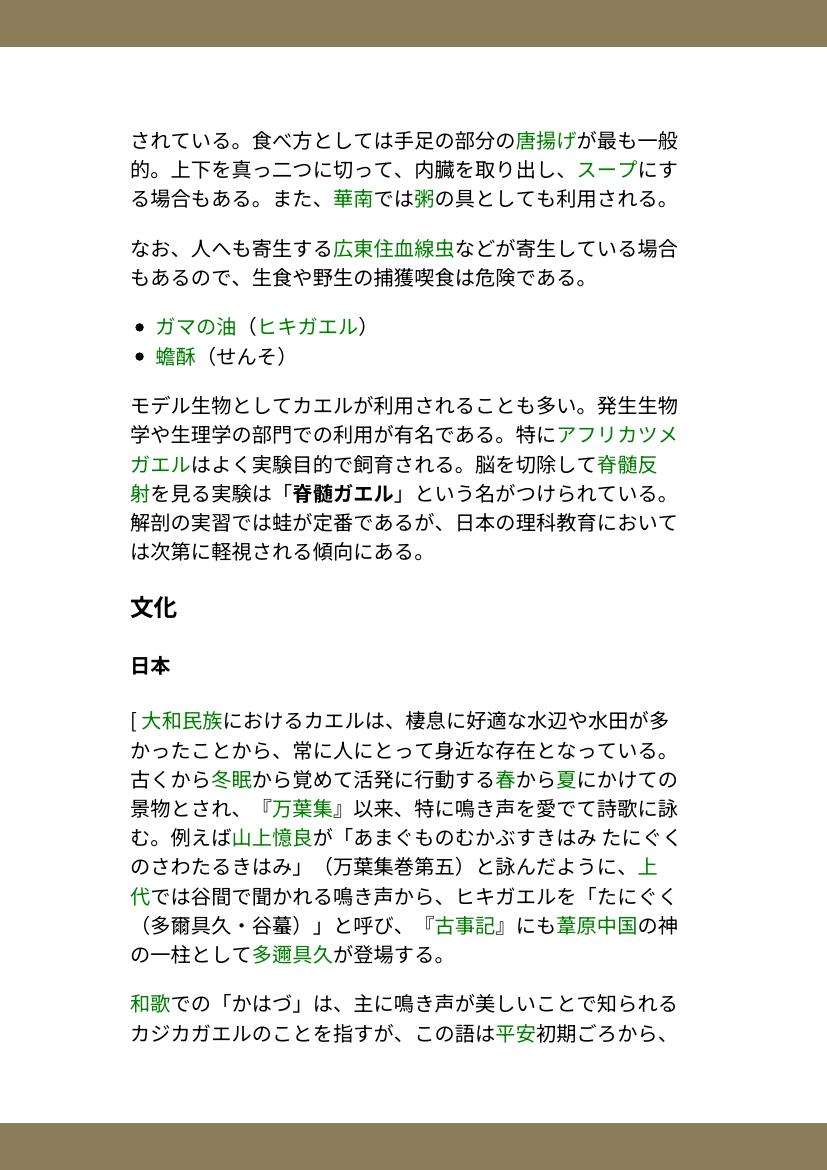 されている。食べ方としては手足の部分の唐揚げが最も一般
的。上下を真っ二つに切って、内臓を取り出し、スープにす
る場合もある。また、華南では粥の具としても利用される。
なお、人へも寄生する広東住血線虫などが寄生している場合
もあるので、生食や野生の捕獲喫食は危険である。
● ガマの油（ヒキガエル）
● 蟾酥（せんそ）
モデル生物としてカエルが利用されることも多い。発生生物
学や生理学の部門での利用が有名である。特にアフリカツメ
ガエルはよく実験目的で飼育される。脳を切除して脊髄反
射を見る実験は「脊髄ガエル」という名がつけられている。
解剖の実習では蛙が定番であるが、日本の理科教育において
は次第に軽視される傾向にある。
文化
日本
[ 大和民族におけるカエルは、棲息に好適な水辺や水田が多
かったことから、常に人にとって身近な存在となっている。
古くから冬眠から覚めて活発に行動する春から夏にかけての
景物とされ、『万葉集』以来、特に鳴き声を愛でて詩歌に詠
む。例えば山上憶良が「あまぐものむかぶすきはみ たにぐく
のさわたるきはみ」（万葉集巻第五）と詠んだように、上
代では谷間で聞かれる鳴き声から、ヒキガエルを「たにぐく
（多爾具久・谷蟇）」と呼び、『古事記』にも葦原中国の神
の一柱として多邇具久が登場する。
和歌での「かはづ」は、主に鳴き声が美しいことで知られる
カジカガエルのことを指すが、この語は平安初期ごろから、